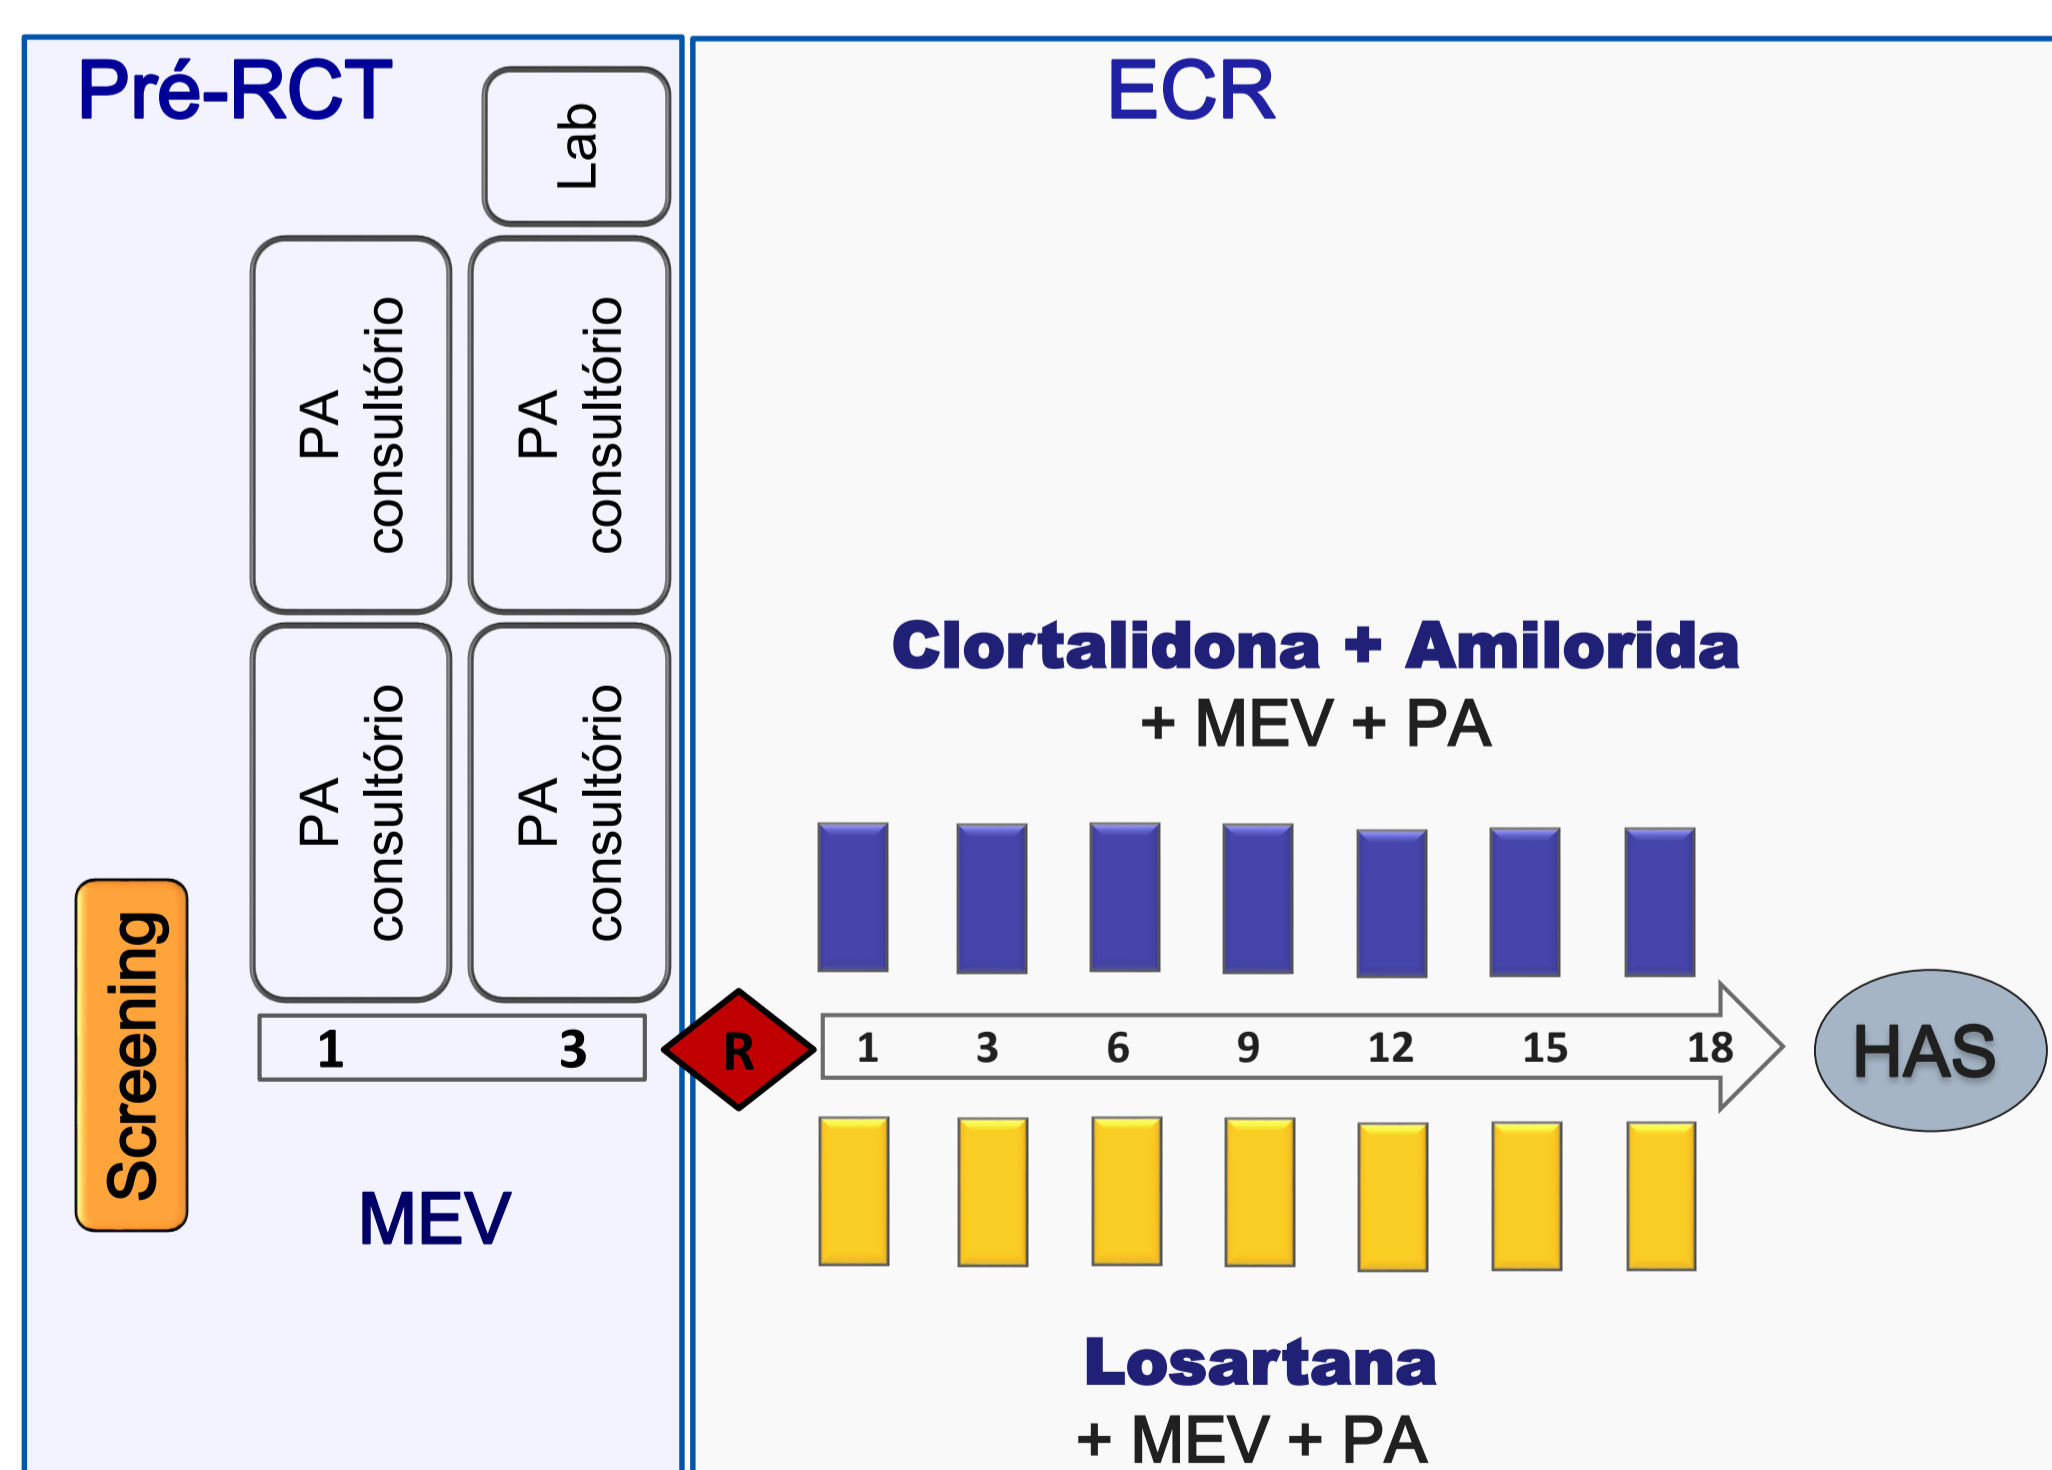 Pré-RCT
Lab
PA
consultório
PA
consultório
PA
consultório
PA
consultório
Screening
1 3
MEV
ECR
Clortalidona + Amilorida
+ MEV + PA
R
1 3 6 9 12 15 18
HAS
Losartana
+ MEV + PA